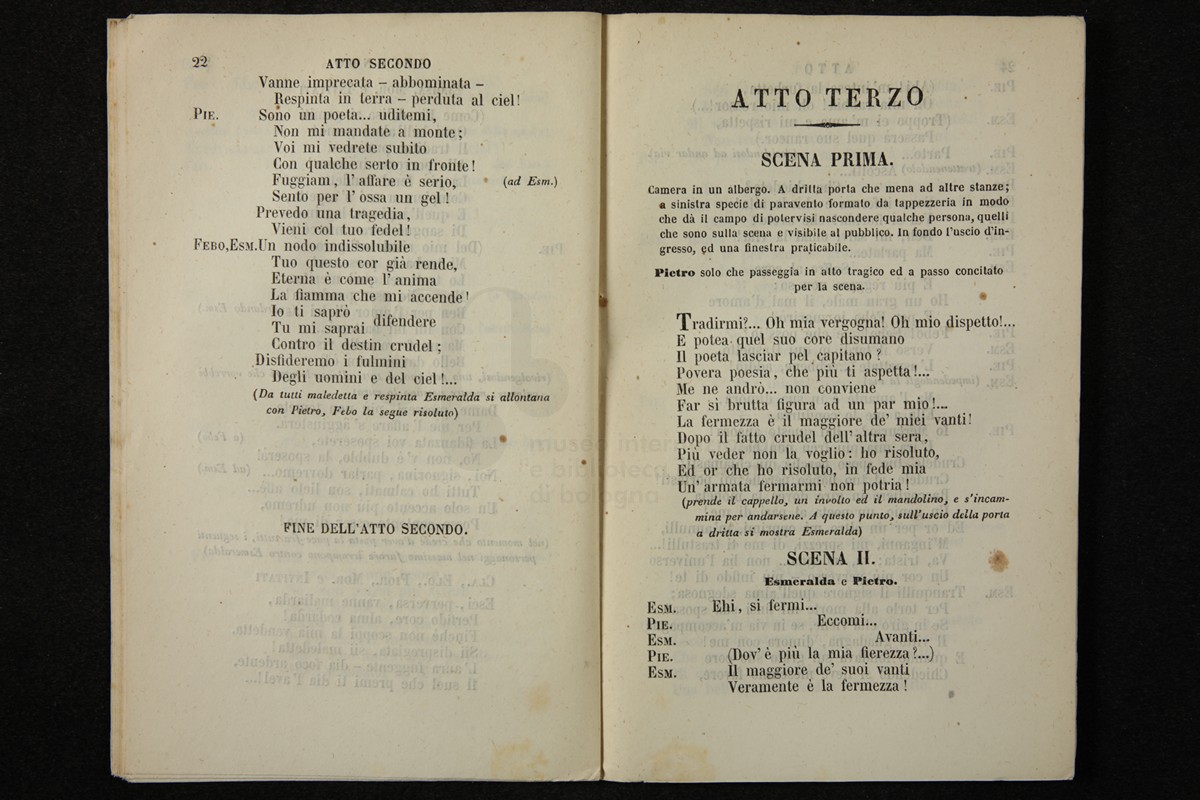 22 ATTO SECONDO
Vanne imprecata – abbominata –
Respinta in terra – perduta al ciel!
PIE. Sono un poeta... uditemi,
Non mi mandate a monte;
Voi mi vedrete subito
Con qualche serto in fronte!
Fuggiam, l'affare è serio, (ad Esm.)
Sento per l'ossa un gel!
Prevedo una tragedia,
Vieni col tuo fedel!
FEBO, ESM. Un nodo indissolubile
Tuo questo cor già rende,
Eterna è come l'anima
La fiamma che mi accende!
Io ti saprò
difendere
Tu mi saprai
Contro il destin crudel;
Disfideremo i fulmini
Degli uomini e del ciel!...
(Da tutti maledetta e respinta Esmeralda si allontana
con Pietro, Febo la segue risoluto)
FINE DELL'ATTO SECONDO.
ATTO TERZO
SCENA PRIMA.
Camera in un albergo. A dritta porta che mena ad altre stanze;
a sinistra specie di paravento formato da tappezzeria in modo
che dà il campo di potervisi nascondere qualche persona, quelli
che sono sulla scena e visibile al pubblico. In fondo l'uscio d'in-
gresso, ed una finestra praticabile.
Pietro solo che passeggia in atto tragico ed a passo concitato
per la scena.
Tradirmi?... Oh mia vergogna! Oh mio dispetto!...
E potea quel suo core disumano
Il poeta lasciar pel capitano?
Povera poesia, che più ti aspetta!...
Me ne andrò... non conviene
Far sì brutta figura ad un par mio!...
La fermezza è il maggiore de' miei vanti!
Dopo il fatto crudel dell'altra sera,
Più veder non la voglio: ho risoluto,
Ed or che ho risoluto, in fede mia
Un'armata fermarmi non potria!
(prende il cappello, un involto ed il mandolino, e s'incam-
mina per andarsene. A questo punto, sull'uscio della porta
a dritta si mostra Esmeralda)
SCENA II.
Esmeralda e Pietro.
ESM. Ehi, si fermi...
PIE. Eccomi...
ESM. Avanti...
PIE. (Dov'è più la mia fierezza?...)
ESM. Il maggiore de' suoi vanti
Veramente è la fermezza!
museo inter
e biblioteca
di bologna